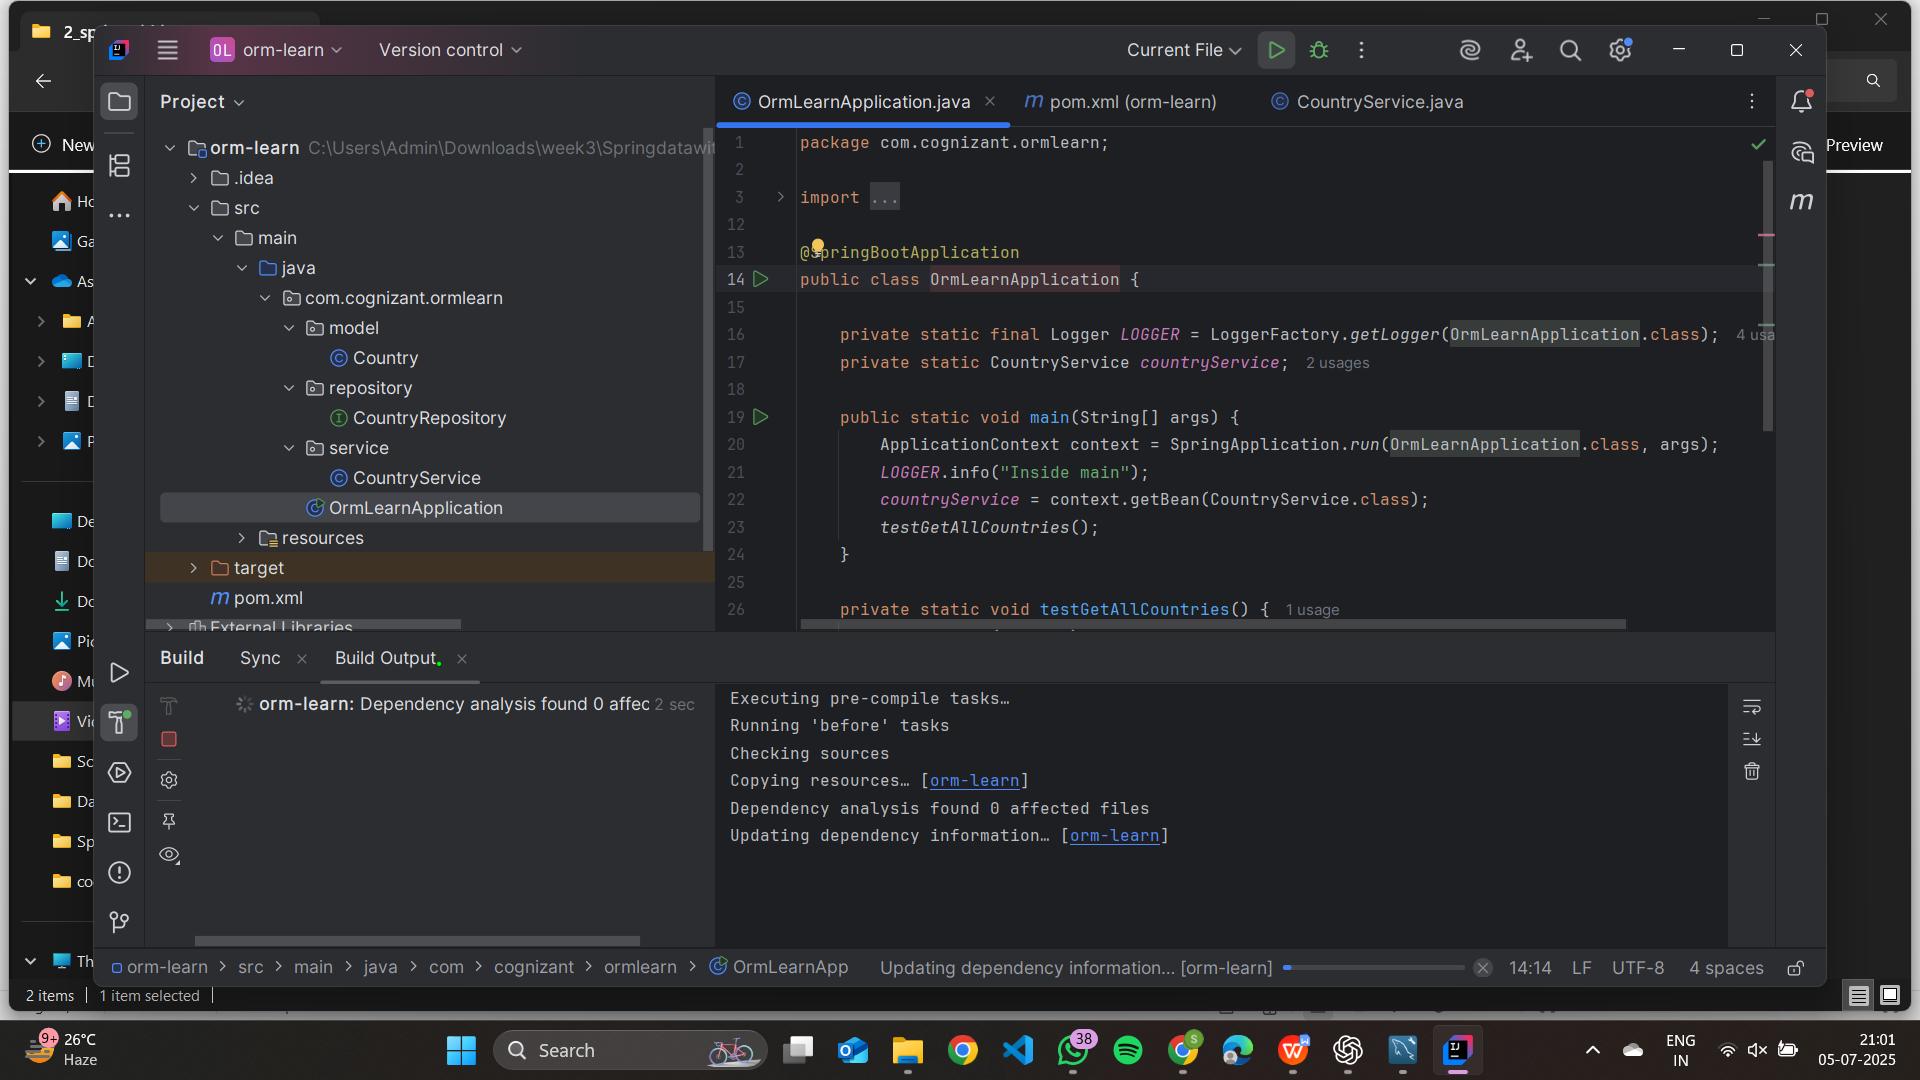 2_sp
OL orm-learn
Version control
Current File
New
Preview
Project
OrmLearnApplication.java
pom.xml (orm-learn)
CountryService.java
orm-learn C:\Users\Admin\Downloads\week3\Springdatawit
.idea
src
main
java
com.cognizant.ormlearn
model
Country
repository
CountryRepository
service
CountryService
OrmLearnApplication
resources
target
pom.xml
External Libraries
1 package com.cognizant.ormlearn;
2
3 import ...
12
13 @SpringBootApplication
14 public class OrmLearnApplication {
15
16 private static final Logger LOGGER = LoggerFactory.getLogger(OrmLearnApplication.class); 4 usa
17 private static CountryService countryService; 2 usages
18
19 public static void main(String[] args) {
20 ApplicationContext context = SpringApplication.run(OrmLearnApplication.class, args);
21 LOGGER.info("Inside main");
22 countryService = context.getBean(CountryService.class);
23 testGetAllCountries();
24 }
25
26 private static void testGetAllCountries() { 1 usage
Ho
Ga
As
A
D
D
P
De
Do
Do
Pic
Mu
Vi
Sc
Da
Sp
co
Th
Build
Sync
Build Output
orm-learn: Dependency analysis found 0 affec 2 sec
Executing pre-compile tasks…
Running 'before' tasks
Checking sources
Copying resources… [orm-learn]
Dependency analysis found 0 affected files
Updating dependency information… [orm-learn]
orm-learn > src > main > java > com > cognizant > ormlearn > OrmLearnApp
Updating dependency information... [orm-learn]
14:14 LF UTF-8 4 spaces
2 items 1 item selected
9+
26°C
Haze
Search
38
S
ENG
IN
21:01
05-07-2025